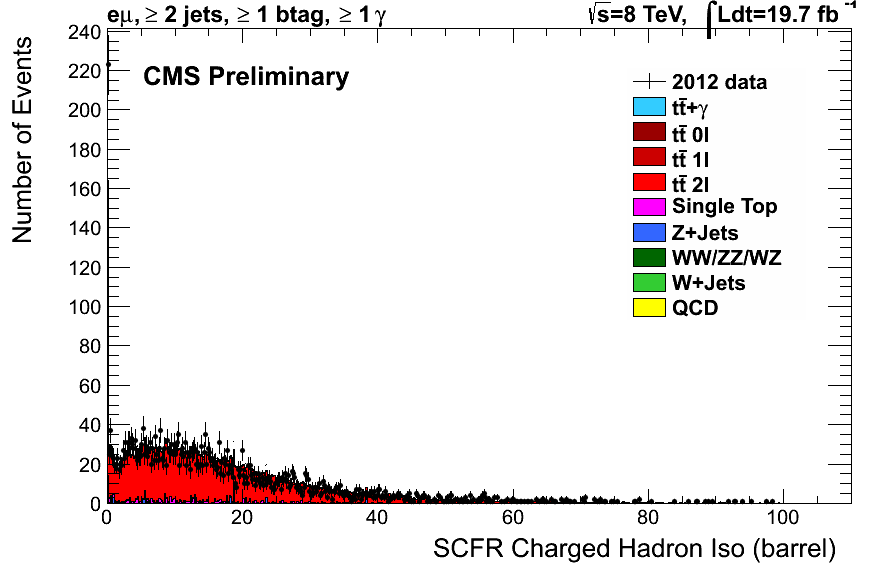 eμ, ≥ 2 jets, ≥ 1 btag, ≥ 1 γ
√s=8 TeV, ∫Ldt=19.7 fb⁻¹
CMS Preliminary
2012 data
tt̄+γ
tt̄ 0l
tt̄ 1l
tt̄ 2l
Single Top
Z+Jets
WW/ZZ/WZ
W+Jets
QCD
Number of Events
240
220
200
180
160
140
120
100
80
60
40
20
0
0 20 40 60 80 100
SCFR Charged Hadron Iso (barrel)